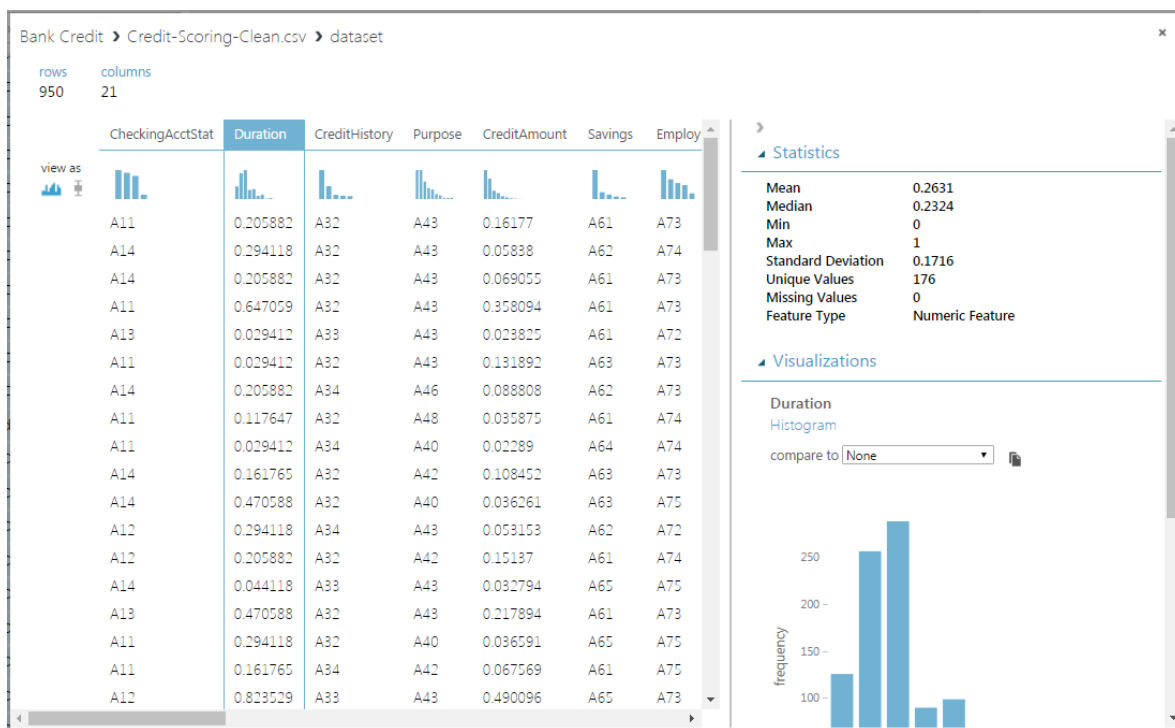 Bank Credit › Credit-Scoring-Clean.csv › dataset
rows columns
950 21
CheckingAcctStat Duration CreditHistory Purpose CreditAmount Savings Employ
view as
A11 0.205882 A32 A43 0.16177 A61 A73
A14 0.294118 A32 A43 0.05838 A62 A74
A14 0.205882 A32 A43 0.069055 A61 A73
A11 0.647059 A32 A43 0.358094 A61 A73
A13 0.029412 A33 A43 0.023825 A61 A72
A11 0.029412 A32 A43 0.131892 A63 A73
A14 0.205882 A34 A46 0.088808 A62 A73
A11 0.117647 A32 A48 0.035875 A61 A74
A11 0.029412 A34 A40 0.02289 A64 A74
A14 0.161765 A32 A42 0.108452 A63 A73
A14 0.470588 A32 A40 0.036261 A63 A75
A12 0.294118 A34 A43 0.053153 A62 A72
A12 0.205882 A32 A42 0.15137 A61 A74
A14 0.044118 A33 A43 0.032794 A65 A75
A13 0.470588 A32 A43 0.217894 A61 A73
A11 0.294118 A32 A40 0.036591 A65 A75
A11 0.161765 A34 A42 0.067569 A61 A75
A12 0.823529 A33 A43 0.490096 A65 A73
Statistics
Mean 0.2631
Median 0.2324
Min 0
Max 1
Standard Deviation 0.1716
Unique Values 176
Missing Values 0
Feature Type Numeric Feature
Visualizations
Duration
Histogram
compare to None
250
200
150
100
frequency